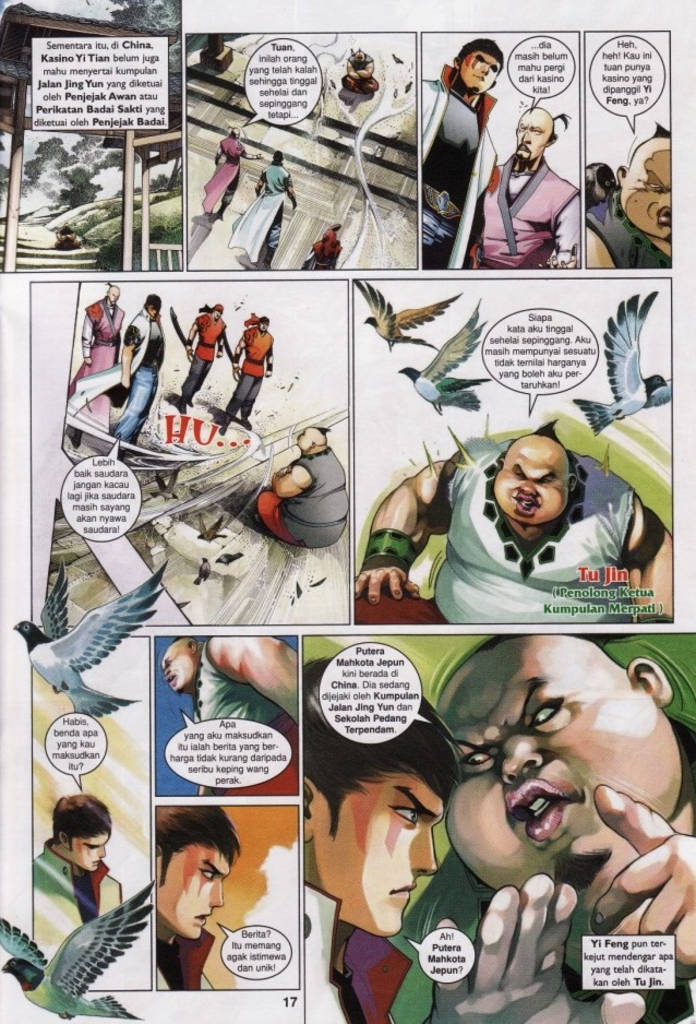 Sementara itu, di China,
Kasino Yi Tian belum juga
mahu menyertai kumpulan
Jalan Jing Yun yang diketuai
oleh Penjejak Awan atau
Perikatan Badai Sakti yang
diketuai oleh Penjejak Badai.
Tuan,
inilah orang
yang telah kalah
sehingga tinggal
sehelai dan
sepinggang
tetapi...
...dia masih belum
mahu pergi
dari kasino
kita!
Heh,
heh! Kau ini
tuan punya
kasino yang
dipanggil Yi
Feng, ya?
HU...
Lebih
baik saudara
jangan kacau
lagi jika saudara
masih sayang
akan nyawa
saudara!
Siapa
kata aku tinggal
sehelai sepinggang. Aku
masih mempunyai sesuatu
yang tidak ternilai harganya
yang boleh aku per-
taruhkan!
Tu Jin
( Penolong Ketua
Kumpulan Merpati )
Habis,
benda apa
yang kau
maksudkan
itu?
Apa
yang aku maksudkan
itu ialah berita yang ber-
harga tidak kurang daripada
seribu keping wang
perak.
Berita?
Itu memang
agak istimewa
dan unik!
Putera
Mahkota Jepun
kini berada di
China. Dia sedang
dijejaki oleh Kumpulan
Jalan Jing Yun dan
Sekolah Pedang
Terpendam.
Ah!
Putera
Mahkota
Jepun?
Yi Feng pun ter-
kejut mendengar apa
yang telah dikata-
kan oleh Tu Jin.
17